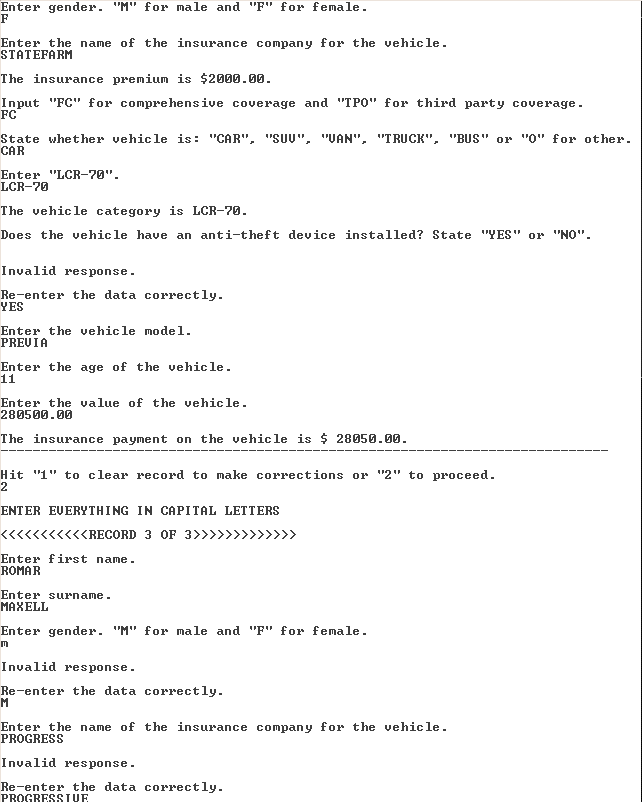 Enter gender. "M" for male and "F" for female.
F
Enter the name of the insurance company for the vehicle.
STATEFARM
The insurance premium is $2000.00.
Input "FC" for comprehensive coverage and "TPO" for third party coverage.
FC
State whether vehicle is: "CAR", "SUV", "VAN", "TRUCK", "BUS" or "O" for other.
CAR
Enter "LCR-70".
LCR-70
The vehicle category is LCR-70.
Does the vehicle have an anti-theft device installed? State "YES" or "NO".
Invalid response.
Re-enter the data correctly.
YES
Enter the vehicle model.
PREVIA
Enter the age of the vehicle.
11
Enter the value of the vehicle.
280500.00
The insurance payment on the vehicle is $ 28050.00.
Hit "1" to clear record to make corrections or "2" to proceed.
2
ENTER EVERYTHING IN CAPITAL LETTERS
<<<<<<<<<<<RECORD 3 OF 3>>>>>>>>>>>>>
Enter first name.
ROMAR
Enter surname.
MAXELL
Enter gender. "M" for male and "F" for female.
m
Invalid response.
Re-enter the data correctly.
M
Enter the name of the insurance company for the vehicle.
PROGRESS
Invalid response.
Re-enter the data correctly.
PROGRESSIVE